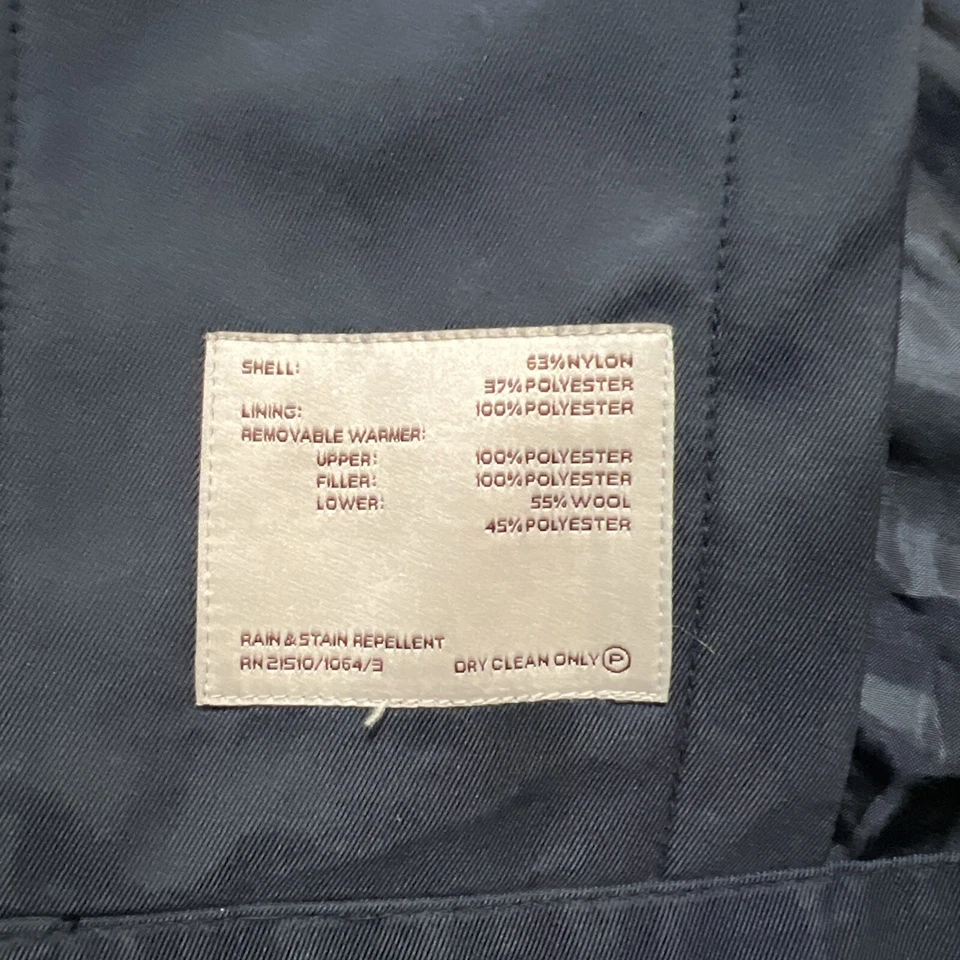 SHELL: 63% NYLON
37% POLYESTER
LINING: 100% POLYESTER
REMOVABLE WARMER:
UPPER: 100% POLYESTER
FILLER: 100% POLYESTER
LOWER: 55% WOOL
45% POLYESTER
RAIN & STAIN REPELLENT
RN 21510/1064/3 DRY CLEAN ONLY Ⓟ